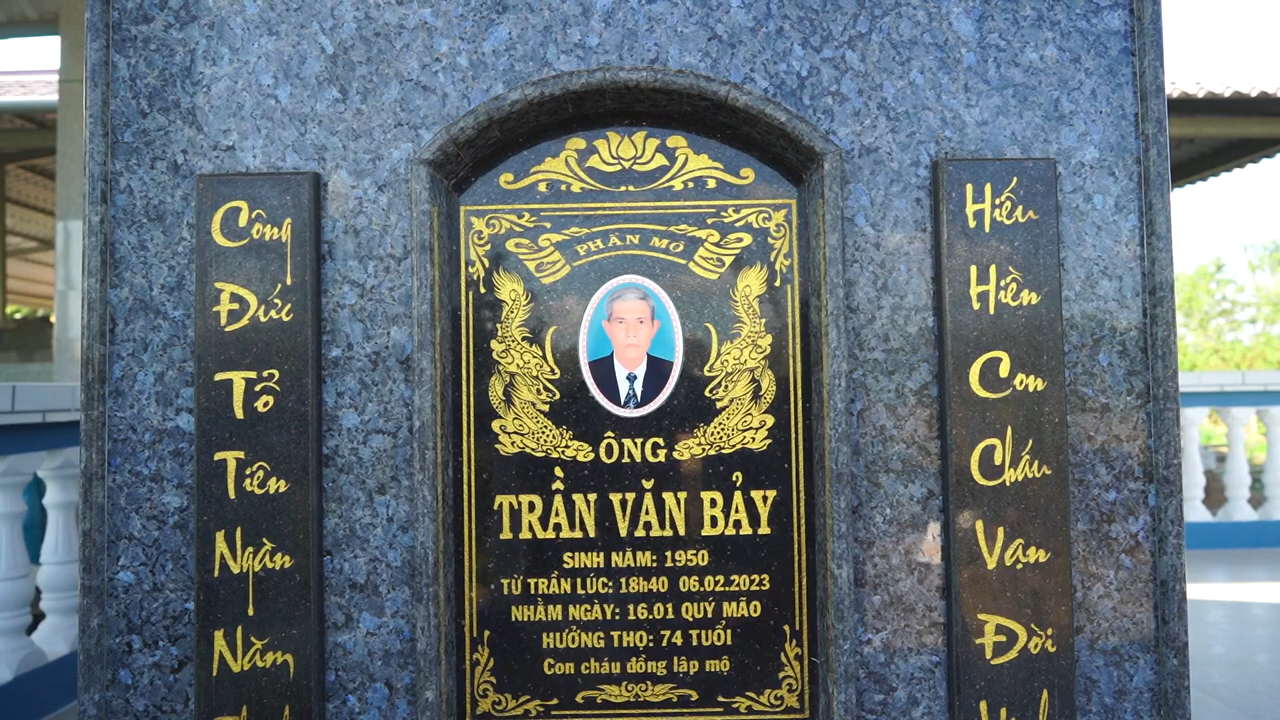 Công
Đức
Tổ
Tiên
Ngàn
Năm
PHẦN MỘ
ÔNG
TRẦN VĂN BẢY
SINH NĂM: 1950
TỪ TRẦN LÚC: 18h40 06.02.2023
NHẰM NGÀY: 16.01 QUÝ MÃO
HƯỞNG THỌ: 74 TUỔI
Con cháu đồng lập mộ
Hiếu
Hiền
Con
Cháu
Vạn
Đời